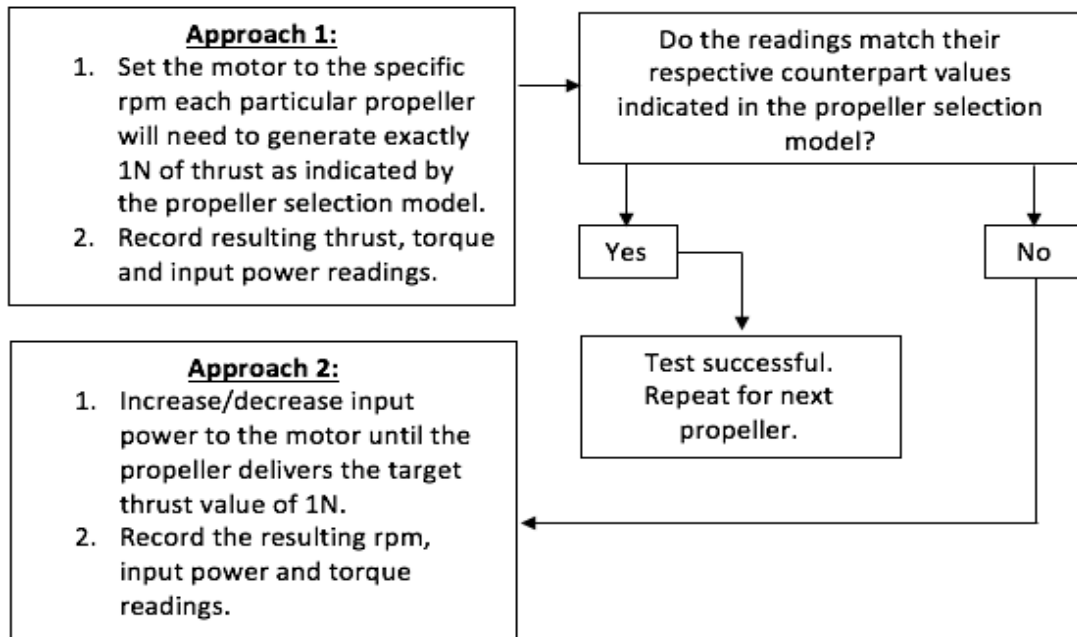 Approach 1:
1. Set the motor to the specific
rpm each particular propeller
will need to generate exactly
1N of thrust as indicated by
the propeller selection model.
2. Record resulting thrust, torque
and input power readings.
Do the readings match their
respective counterpart values
indicated in the propeller selection
model?
Yes
No
Test successful.
Repeat for next
propeller.
Approach 2:
1. Increase/decrease input
power to the motor until the
propeller delivers the target
thrust value of 1N.
2. Record the resulting rpm,
input power and torque
readings.